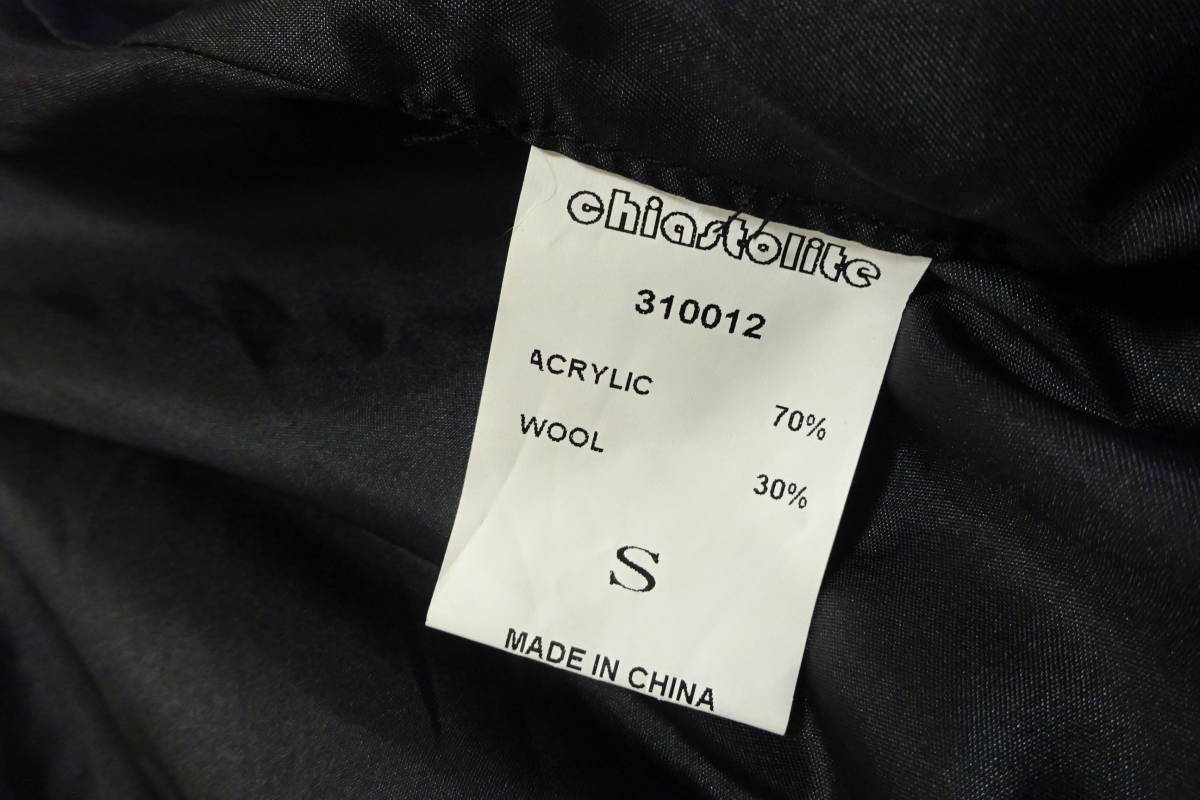 chiastolite
310012
ACRYLIC 70%
WOOL 30%
S
MADE IN CHINA